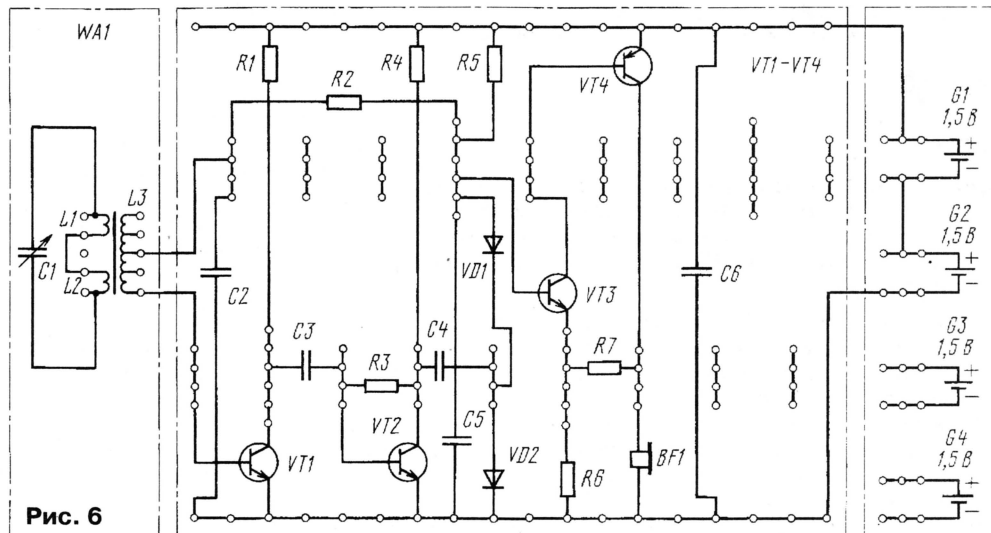 WA1
C1
L1
L2
L3
R1
R2
R4
R5
VT4
VT1-VT4
C2
C3
R3
C4
VD1
VT3
C6
VT1
VT2
C5
VD2
R7
R6
BF1
G1
1,5 В
+
−
G2
1,5 В
+
−
G3
1,5 В
+
−
G4
1,5 В
+
−
Рис. 6